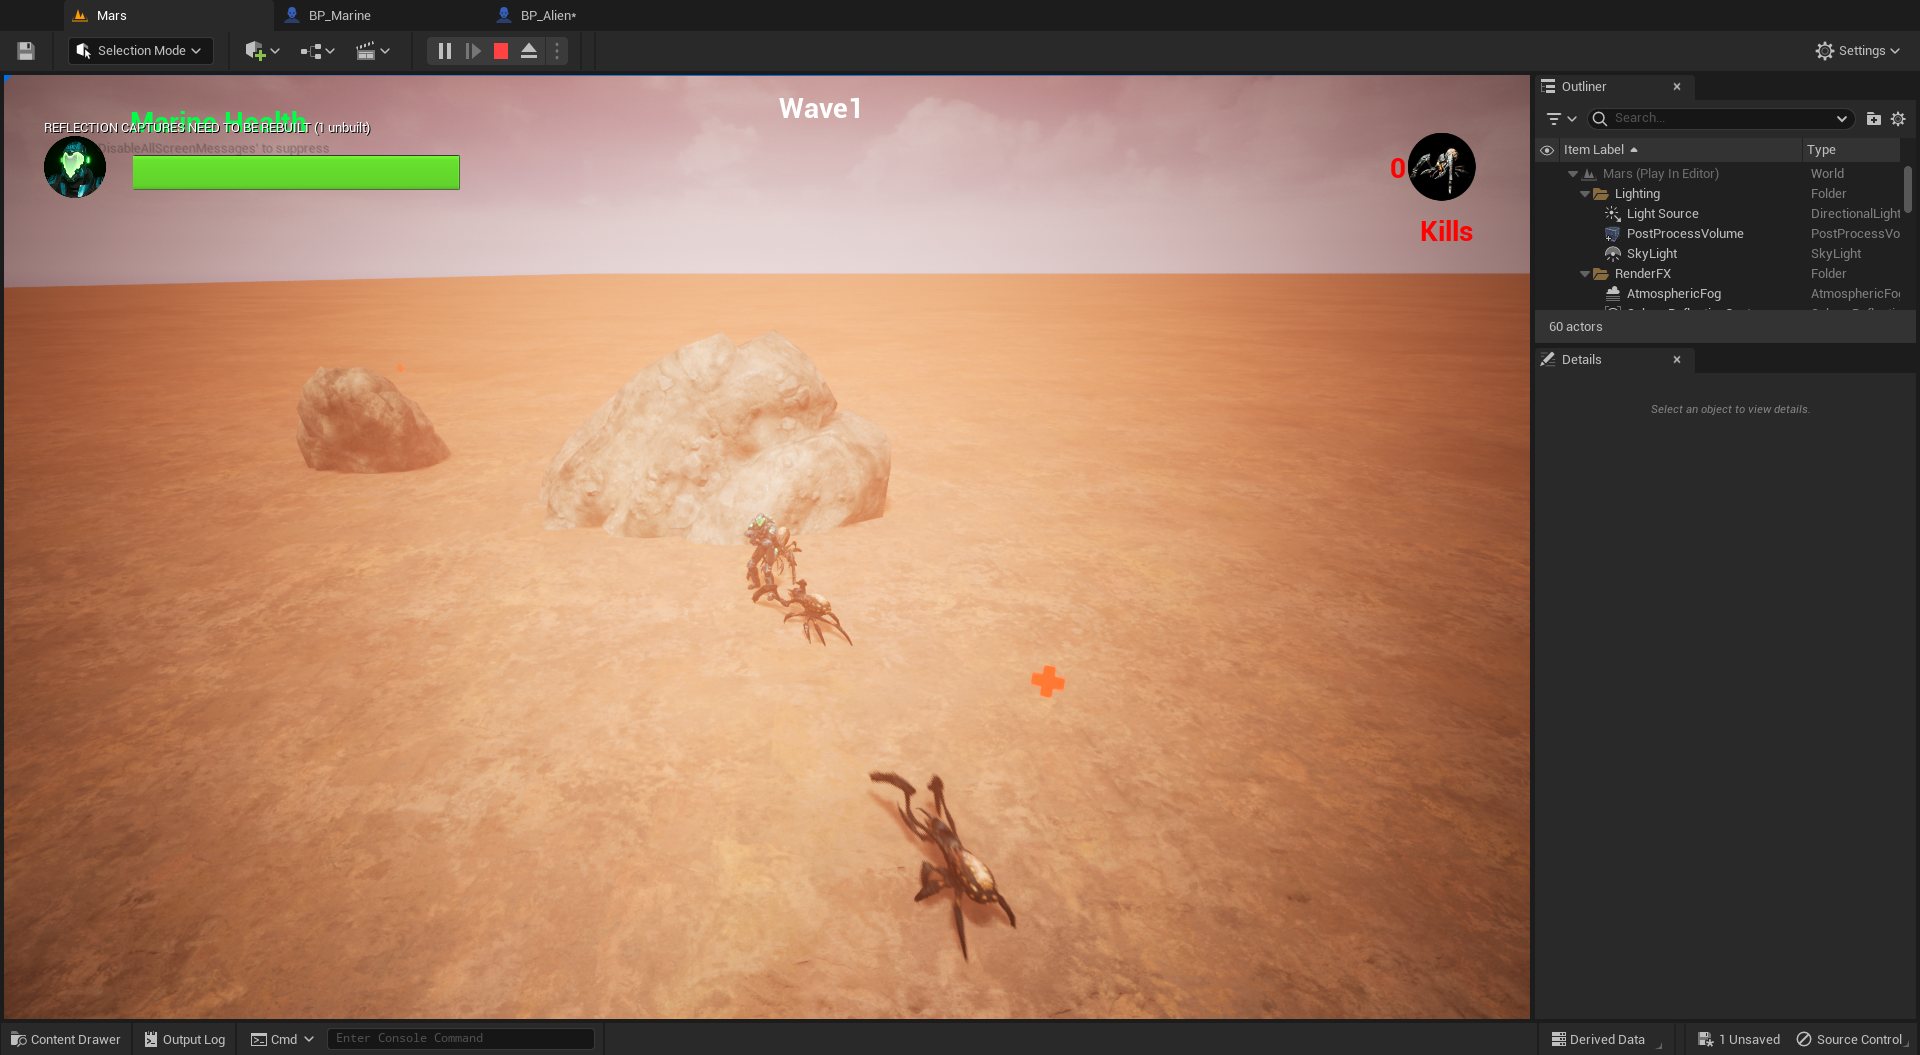 Mars
BP_Marine
BP_Alien*
Selection Mode
Settings
Wave1
Marine Health
REFLECTION CAPTURES NEED TO BE REBUILT (1 unbuilt)
DisableAllScreenMessages' to suppress
0
Kills
Outliner
Search...
Item Label
Type
Mars (Play In Editor)
World
Lighting
Folder
Light Source
DirectionalLight
PostProcessVolume
PostProcessVo
SkyLight
SkyLight
RenderFX
Folder
AtmosphericFog
AtmosphericFog
60 actors
Details
Select an object to view details.
Content Drawer
Output Log
Cmd
Enter Console Command
Derived Data
1 Unsaved
Source Control